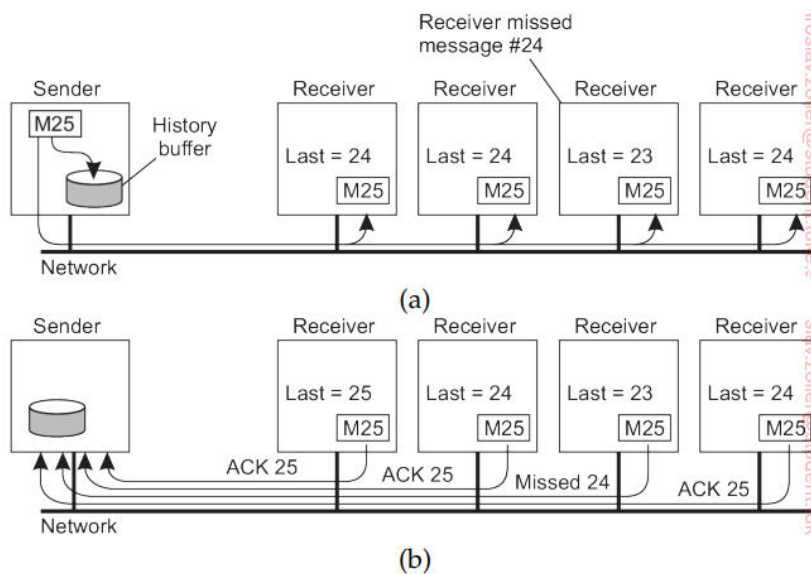 Receiver missed
message #24
Sender Receiver Receiver Receiver Receiver
M25
History
buffer
Last = 24 Last = 24 Last = 23 Last = 24
M25 M25 M25 M25
Network
(a)
Sender Receiver Receiver Receiver Receiver
Last = 25 Last = 24 Last = 23 Last = 24
M25 M25 M25 M25
ACK 25
ACK 25
Missed 24
ACK 25
Network
(b)